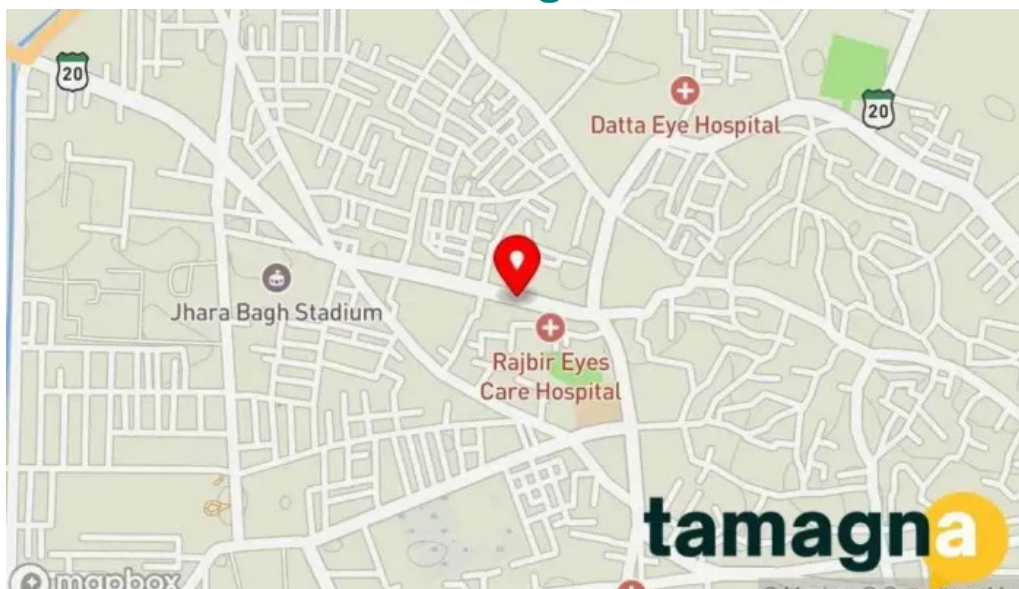 20
Datta Eye Hospital
20
Jhara Bagh Stadium
Rajbir Eyes
Care Hospital
tamagna
mapbox